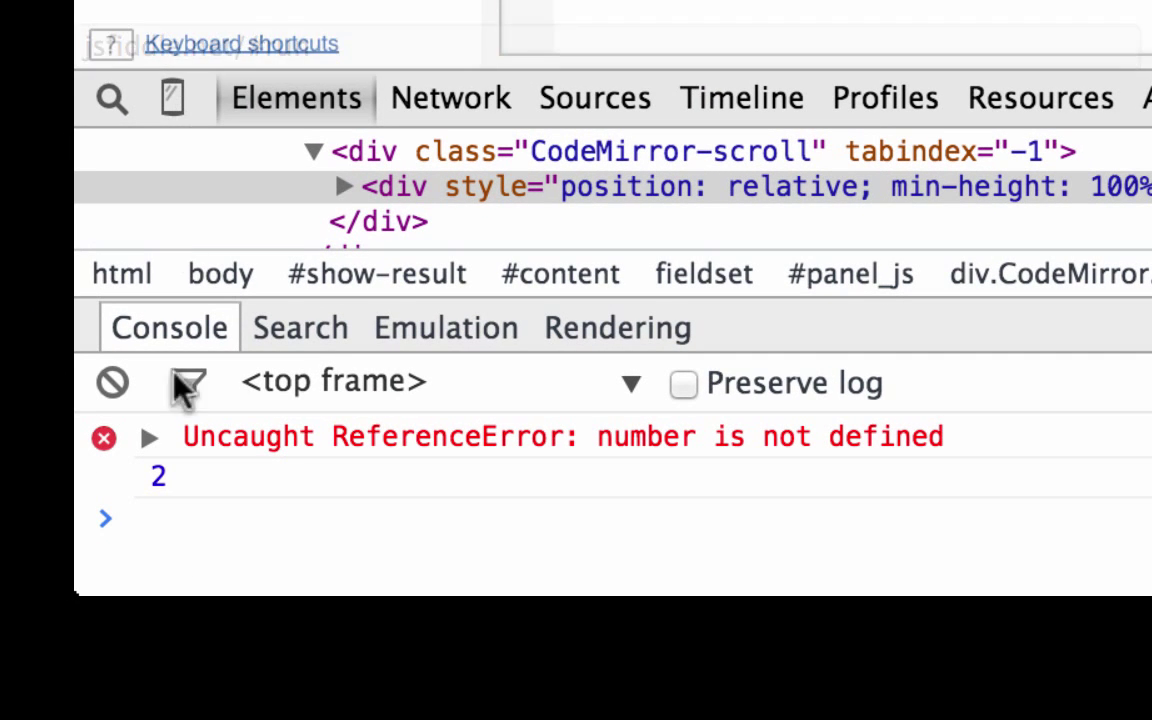 ? Keyboard shortcuts
Elements Network Sources Timeline Profiles Resources
<div class="CodeMirror-scroll" tabindex="-1">
<div style="position: relative; min-height: 100%
</div>
html body #show-result #content fieldset #panel_js div.CodeMirror.
Console Search Emulation Rendering
<top frame> Preserve log
Uncaught ReferenceError: number is not defined
2